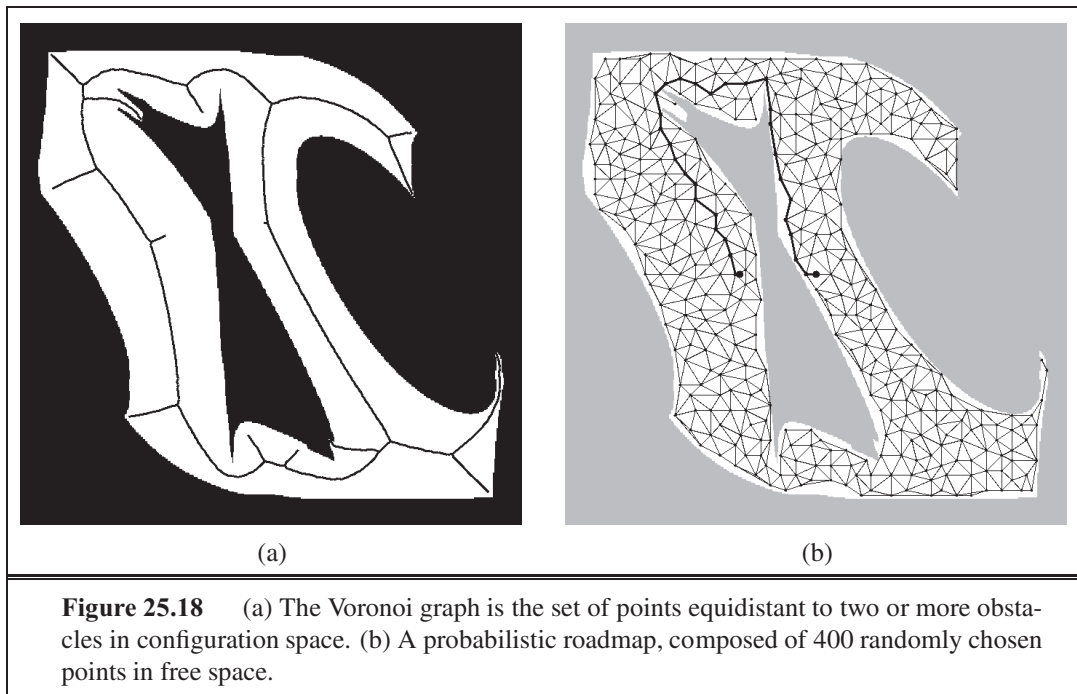 (a)
(b)
Figure 25.18 (a) The Voronoi graph is the set of points equidistant to two or more obsta-
cles in configuration space. (b) A probabilistic roadmap, composed of 400 randomly chosen
points in free space.